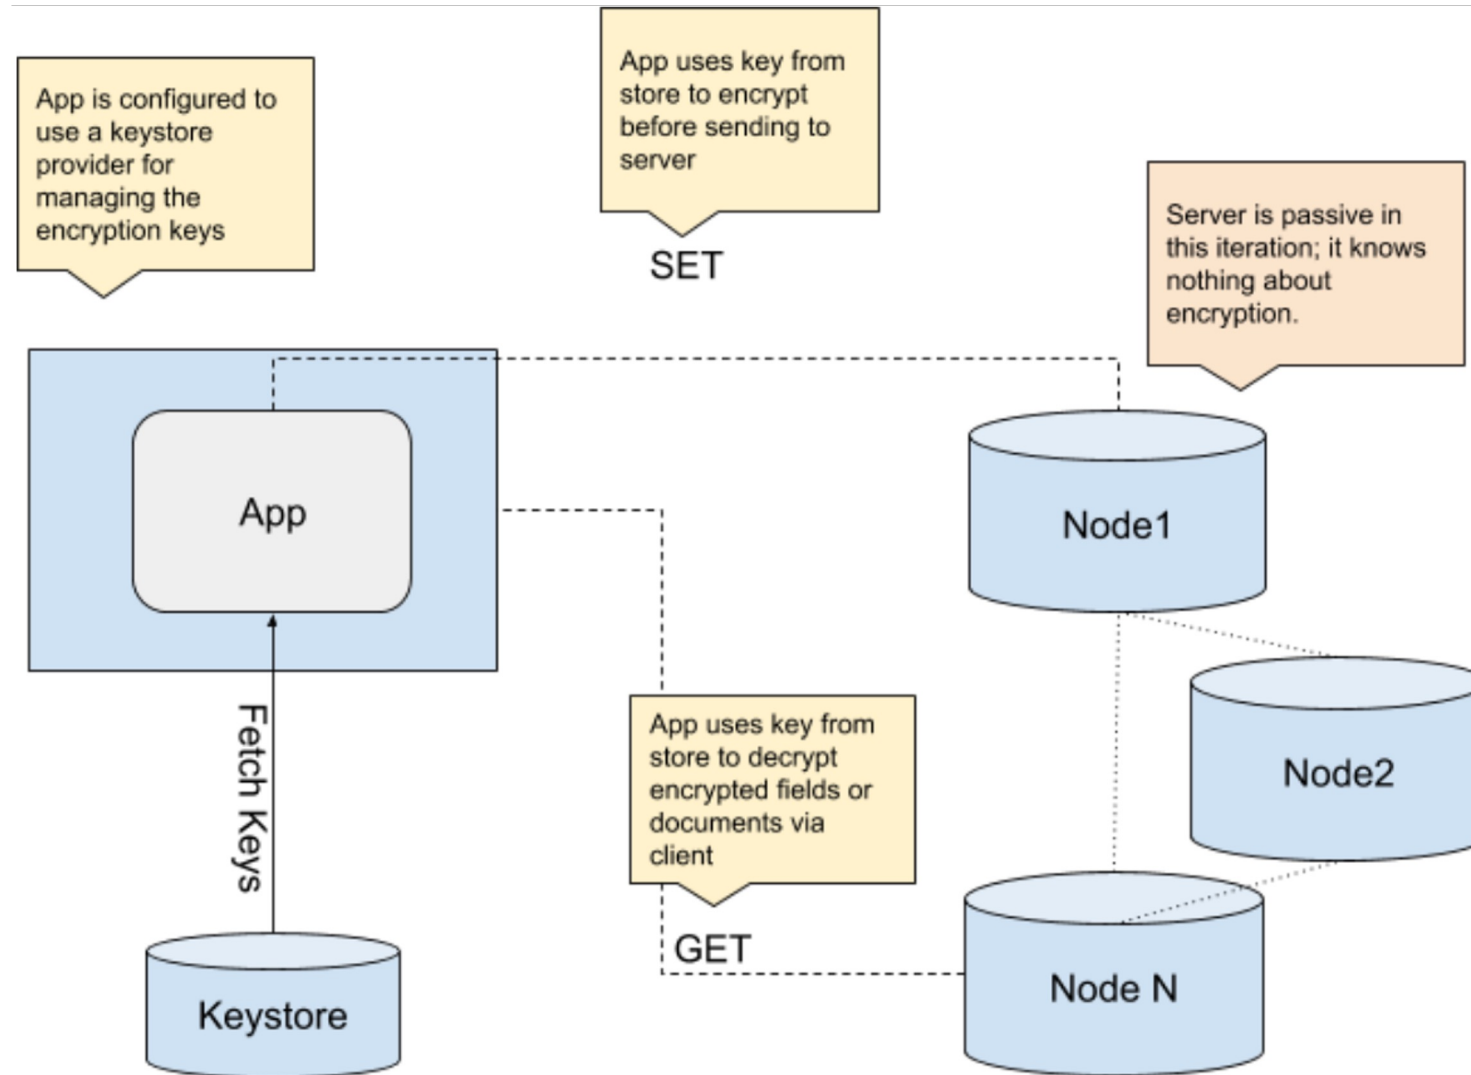 App is configured to
use a keystore
provider for
managing the
encryption keys
App uses key from
store to encrypt
before sending to
server
SET
Server is passive in
this iteration; it knows
nothing about
encryption.
App
Node1
Fetch Keys
App uses key from
store to decrypt
encrypted fields or
documents via
client
Node2
GET
Keystore
Node N